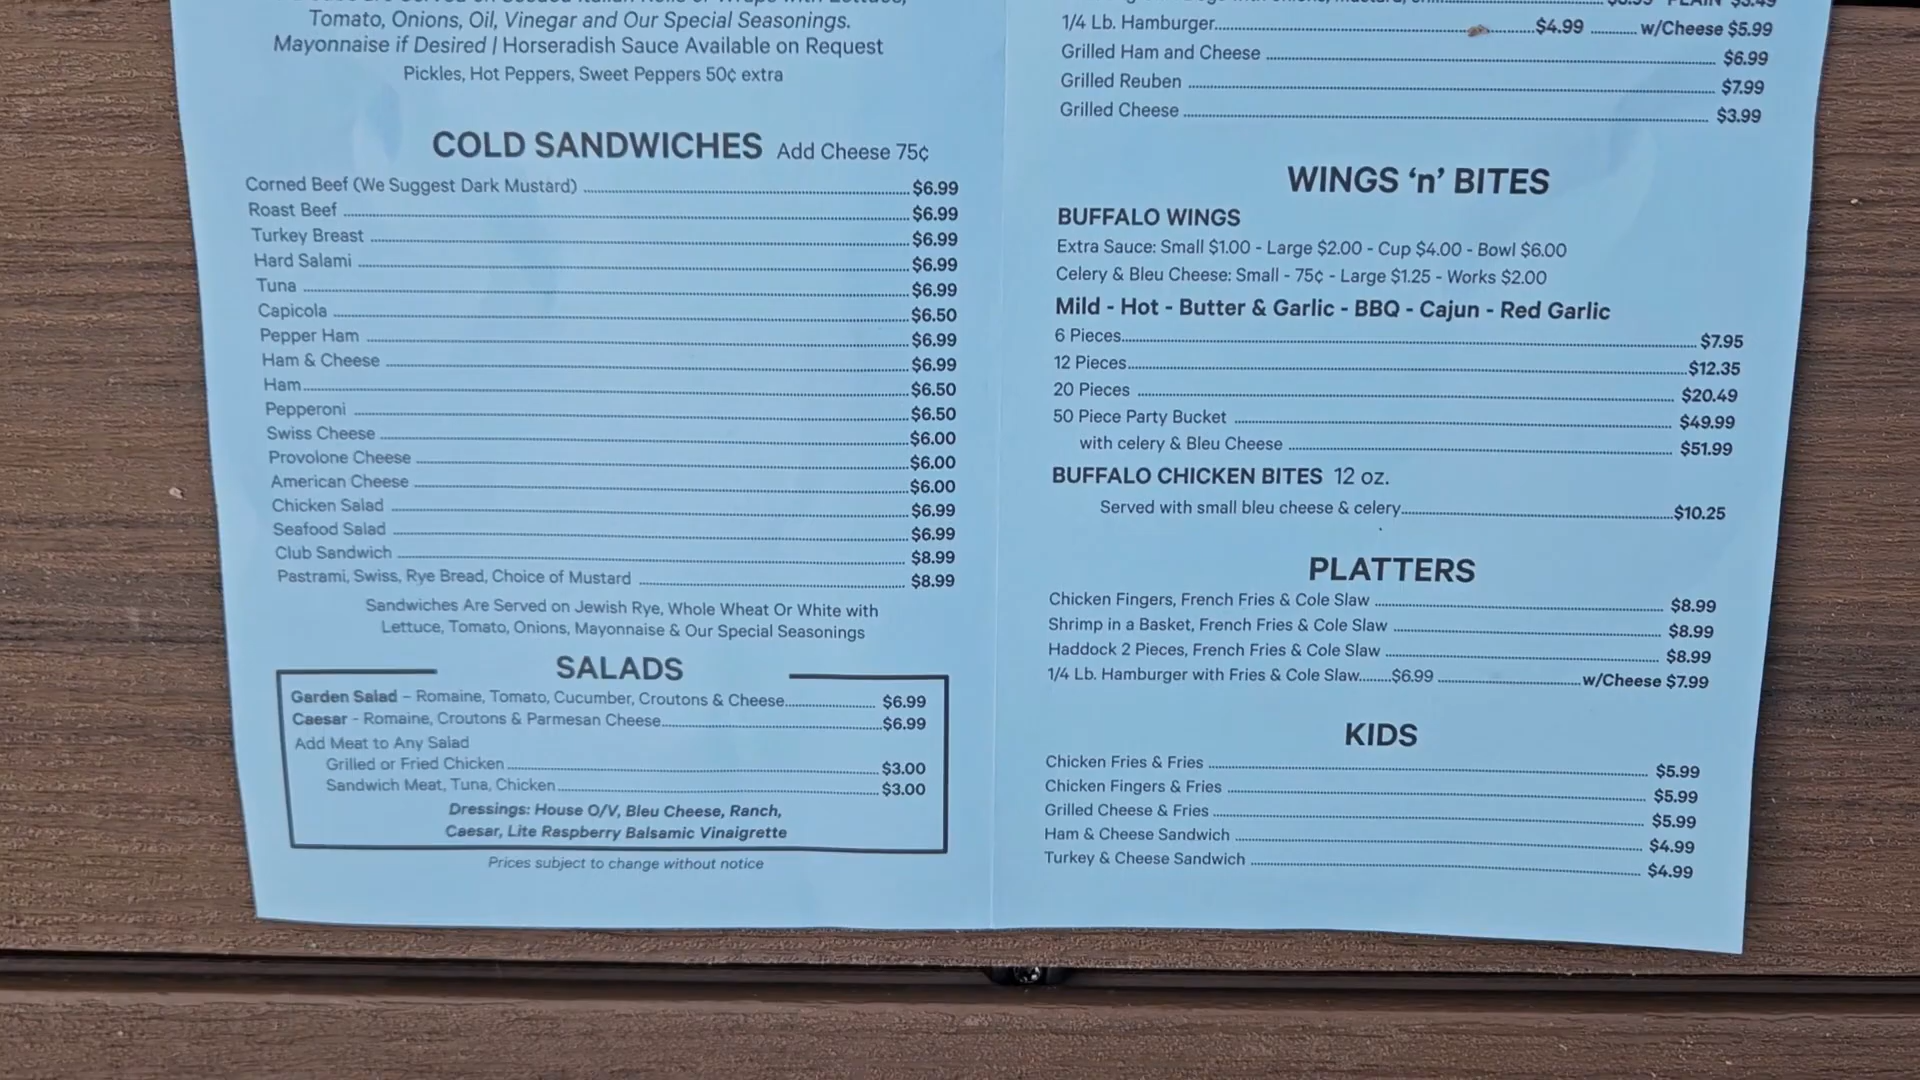 Tomato, Onions, Oil, Vinegar and Our Special Seasonings.
Mayonnaise if Desired / Horseradish Sauce Available on Request
Pickles, Hot Peppers, Sweet Peppers 50¢ extra
COLD SANDWICHES Add Cheese 75¢
Corned Beef (We Suggest Dark Mustard) $6.99
Roast Beef $6.99
Turkey Breast $6.99
Hard Salami $6.99
Tuna $6.99
Capicola $6.50
Pepper Ham $6.99
Ham & Cheese $6.99
Ham $6.50
Pepperoni $6.50
Swiss Cheese $6.00
Provolone Cheese $6.00
American Cheese $6.00
Chicken Salad $6.99
Seafood Salad $6.99
Club Sandwich $8.99
Pastrami, Swiss, Rye Bread, Choice of Mustard $8.99
Sandwiches Are Served on Jewish Rye, Whole Wheat Or White with
Lettuce, Tomato, Onions, Mayonnaise & Our Special Seasonings
SALADS
Garden Salad – Romaine, Tomato, Cucumber, Croutons & Cheese $6.99
Caesar - Romaine, Croutons & Parmesan Cheese $6.99
Add Meat to Any Salad
Grilled or Fried Chicken $3.00
Sandwich Meat, Tuna, Chicken $3.00
Dressings: House O/V, Bleu Cheese, Ranch,
Caesar, Lite Raspberry Balsamic Vinaigrette
Prices subject to change without notice
1/4 Lb. Hamburger $4.99 w/Cheese $5.99
Grilled Ham and Cheese $6.99
Grilled Reuben $7.99
Grilled Cheese $3.99
WINGS ‘n’ BITES
BUFFALO WINGS
Extra Sauce: Small $1.00 - Large $2.00 - Cup $4.00 - Bowl $6.00
Celery & Bleu Cheese: Small - 75¢ - Large $1.25 - Works $2.00
Mild - Hot - Butter & Garlic - BBQ - Cajun - Red Garlic
6 Pieces $7.95
12 Pieces $12.35
20 Pieces $20.49
50 Piece Party Bucket $49.99
with celery & Bleu Cheese $51.99
BUFFALO CHICKEN BITES 12 oz.
Served with small bleu cheese & celery $10.25
PLATTERS
Chicken Fingers, French Fries & Cole Slaw $8.99
Shrimp in a Basket, French Fries & Cole Slaw $8.99
Haddock 2 Pieces, French Fries & Cole Slaw $8.99
1/4 Lb. Hamburger with Fries & Cole Slaw $6.99 w/Cheese $7.99
KIDS
Chicken Fries & Fries $5.99
Chicken Fingers & Fries $5.99
Grilled Cheese & Fries $5.99
Ham & Cheese Sandwich $4.99
Turkey & Cheese Sandwich $4.99